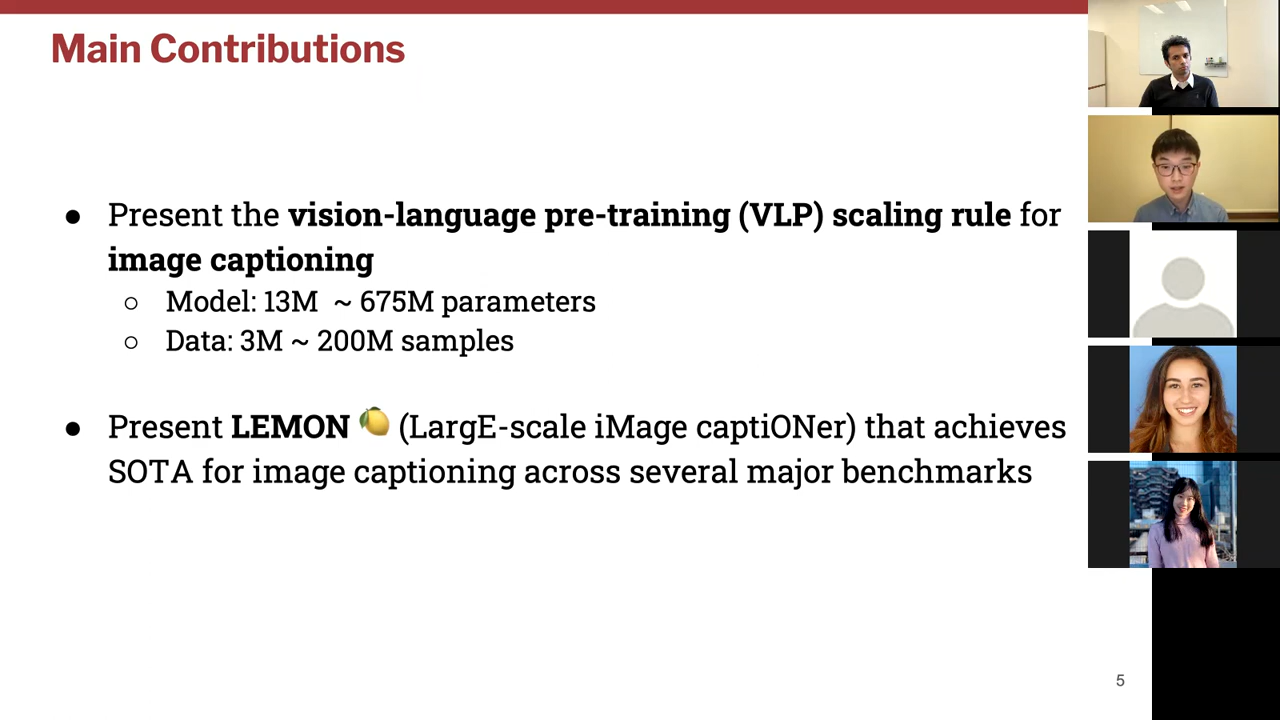 Main Contributions
● Present the vision-language pre-training (VLP) scaling rule for
image captioning
○ Model: 13M ~ 675M parameters
○ Data: 3M ~ 200M samples
● Present LEMON 🍋 (LargE-scale iMage captiONer) that achieves
SOTA for image captioning across several major benchmarks
5